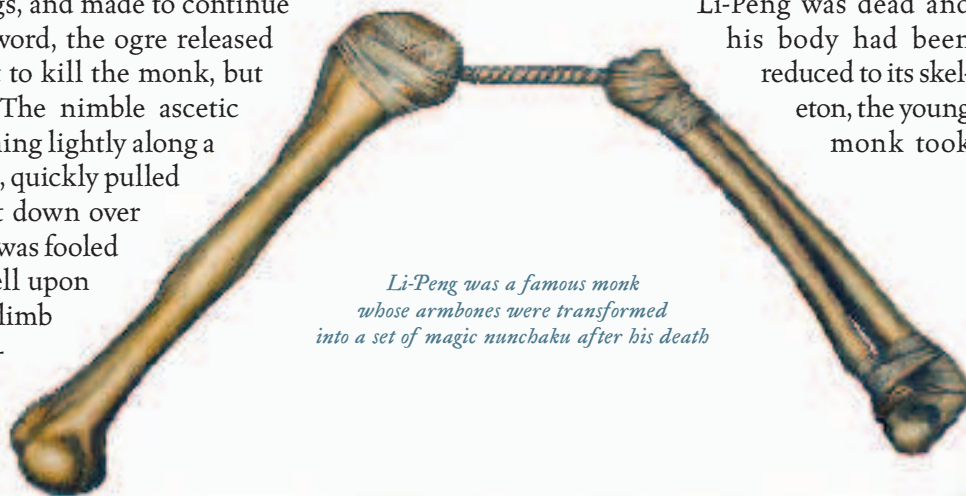 gs, and made to continue
word, the ogre released
t to kill the monk, but
The nimble ascetic
ing lightly along a
, quickly pulled
t down over
was fooled
ell upon
limb
-
Li-Peng was a famous monk
whose armbones were transformed
into a set of magic nunchaku after his death
Li-Peng was dead and
his body had been
reduced to its skel-
eton, the young
monk took